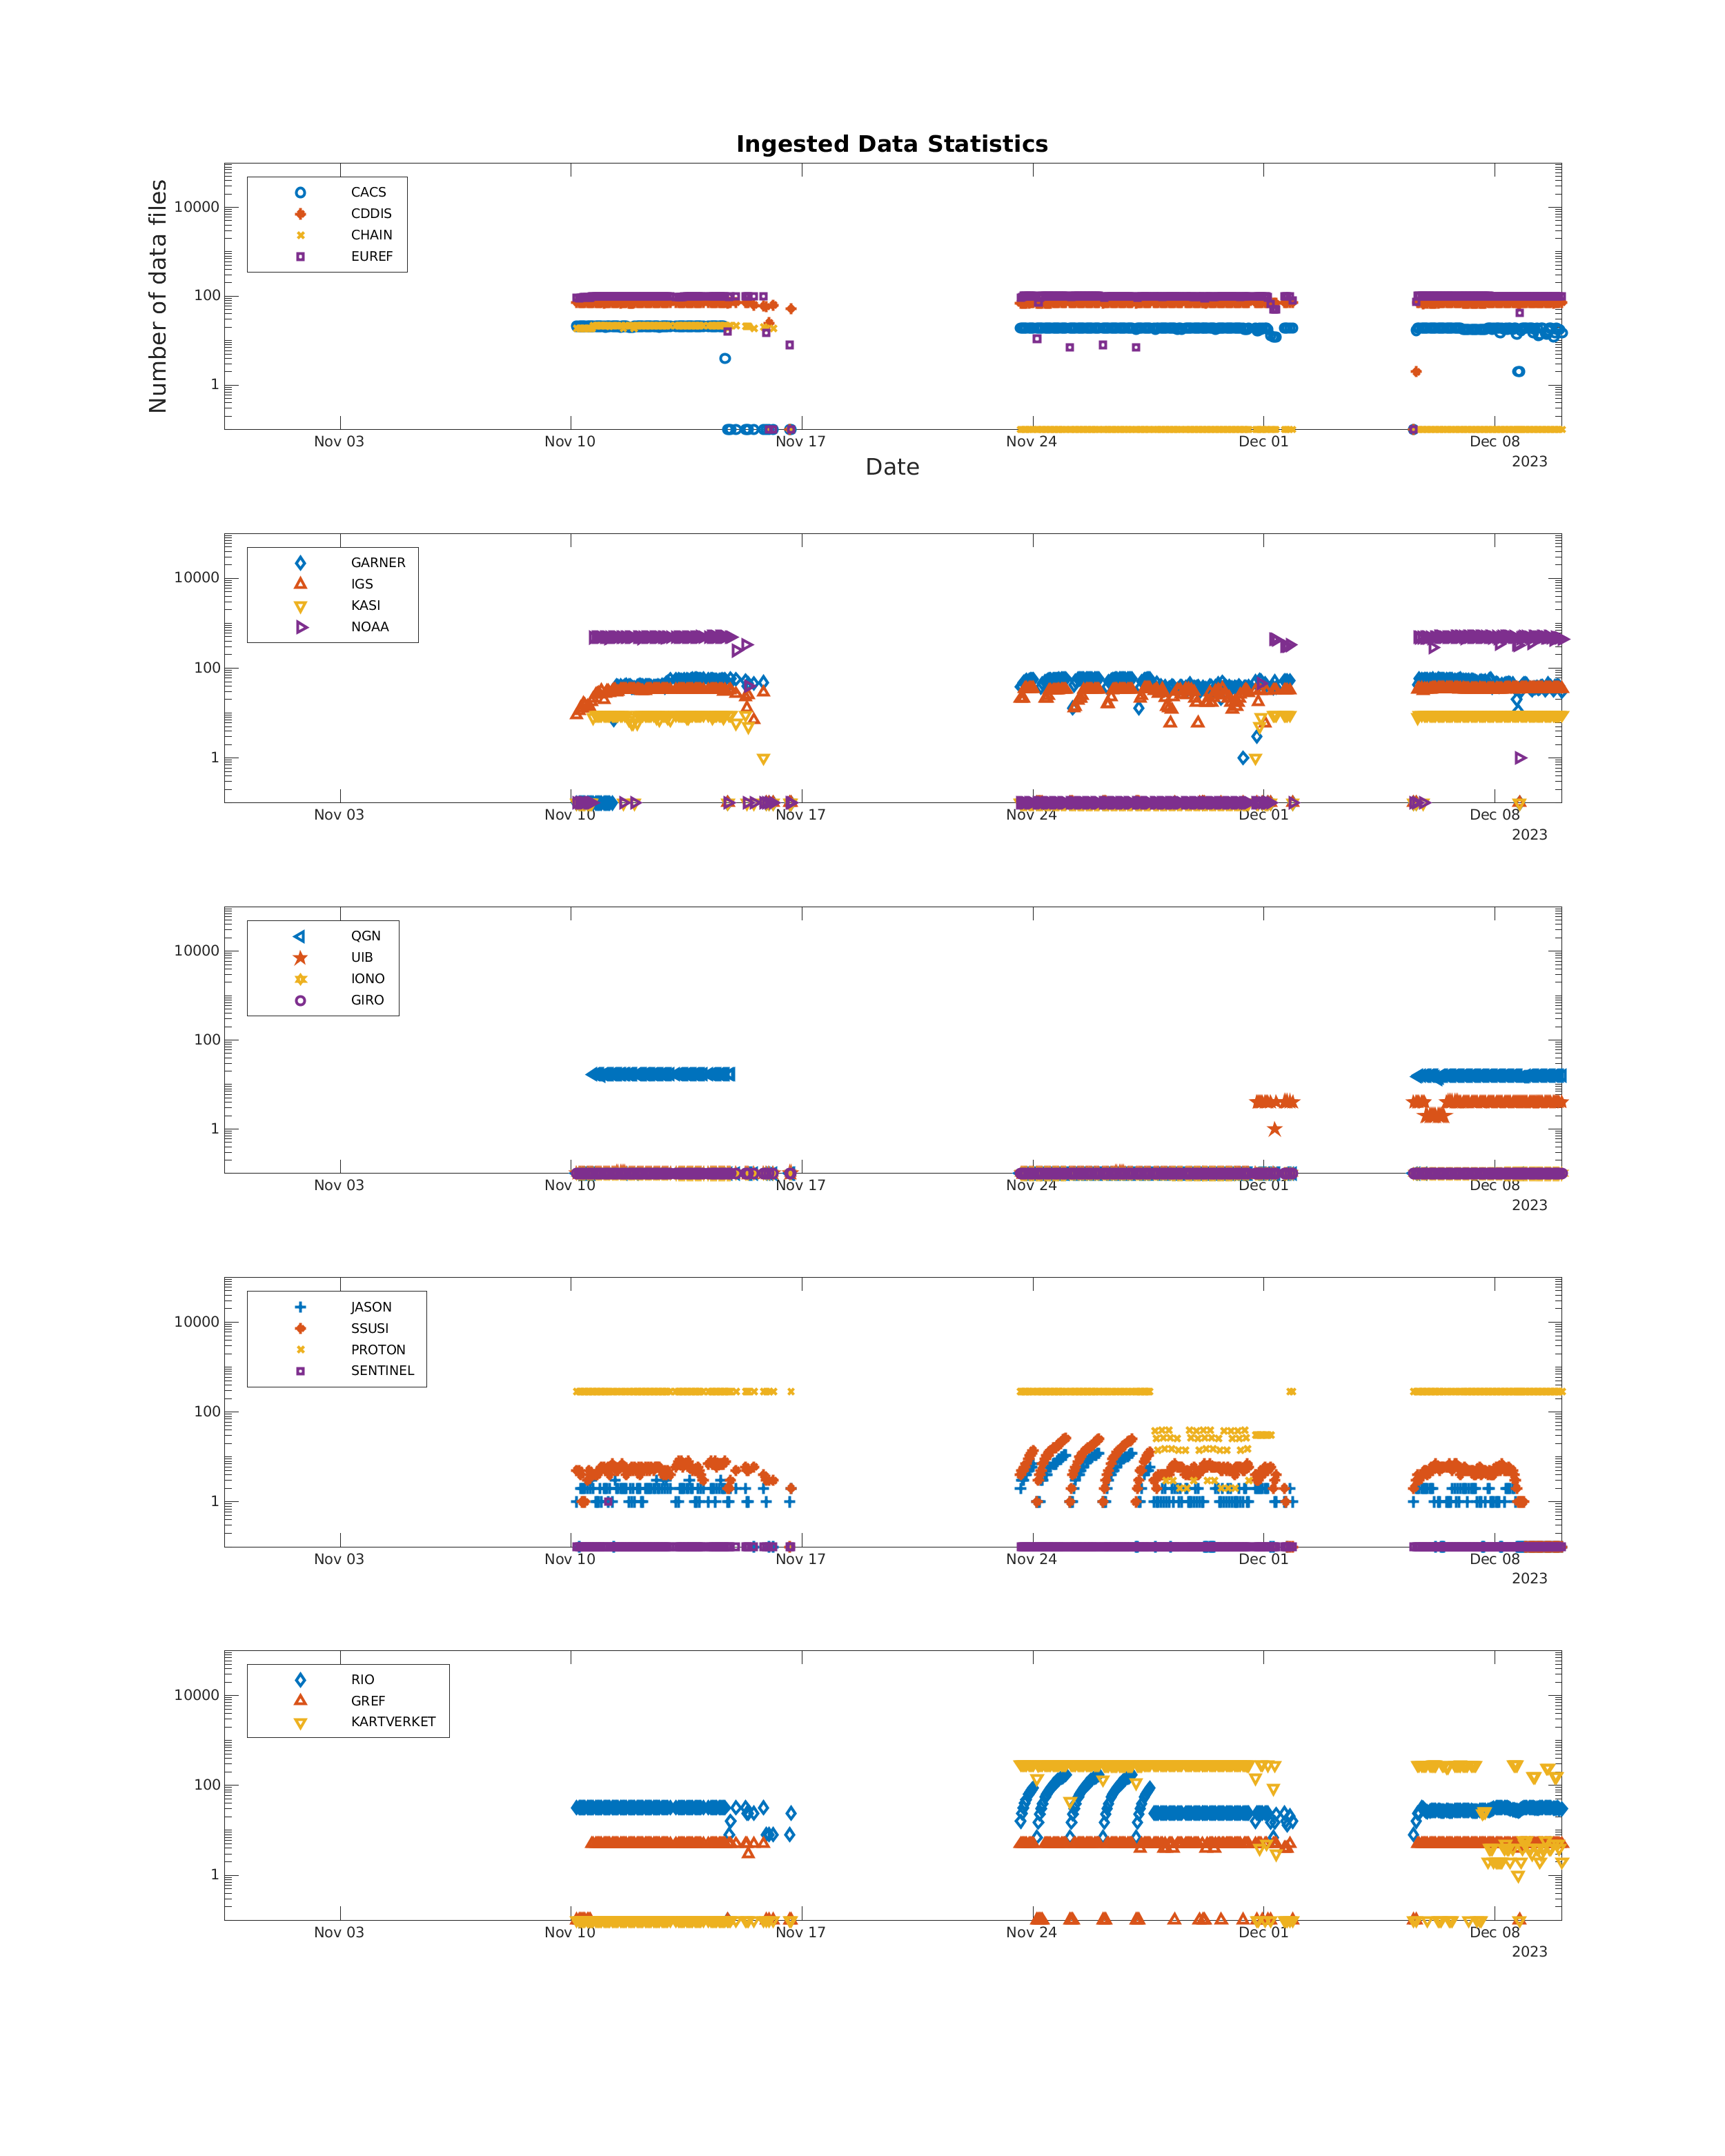 Ingested Data Statistics
Number of data files
10000
100
1
CACS
CDDIS
CHAIN
EUREF
Nov 03
Nov 10
Nov 17
Nov 24
Dec 01
Dec 08
2023
Date
10000
100
1
GARNER
IGS
KASI
NOAA
Nov 03
Nov 10
Nov 17
Nov 24
Dec 01
Dec 08
2023
10000
100
1
QGN
UIB
IONO
GIRO
Nov 03
Nov 10
Nov 17
Nov 24
Dec 01
Dec 08
2023
10000
100
1
JASON
SSUSI
PROTON
SENTINEL
Nov 03
Nov 10
Nov 17
Nov 24
Dec 01
Dec 08
2023
10000
100
1
RIO
GREF
KARTVERKET
Nov 03
Nov 10
Nov 17
Nov 24
Dec 01
Dec 08
2023